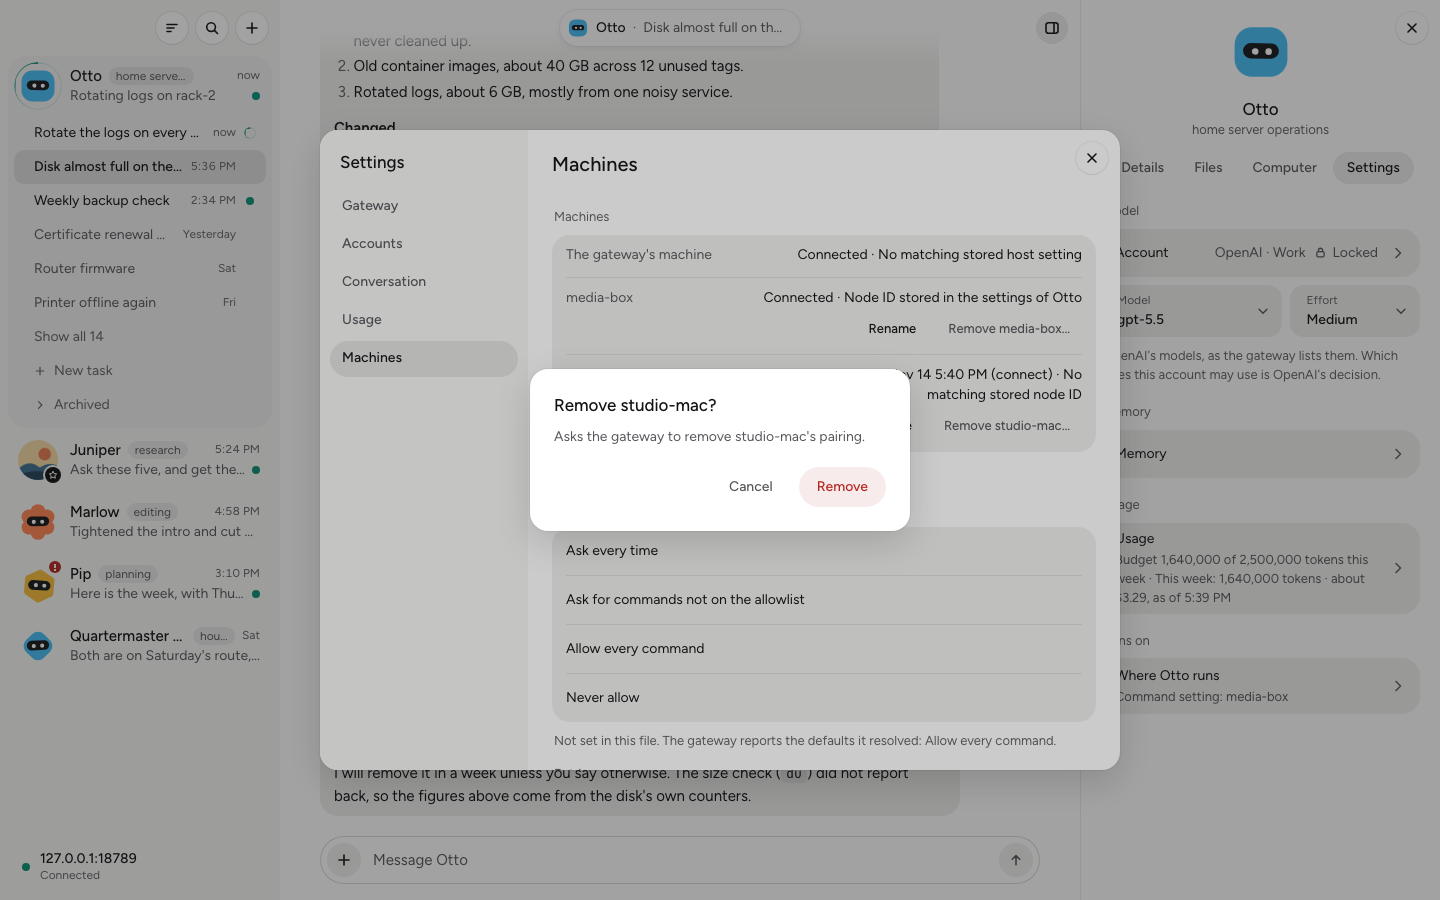 Otto home serve... now
Rotating logs on rack-2
Rotate the logs on every ... now
Disk almost full on the... 5:36 PM
Weekly backup check 2:34 PM
Certificate renewal ... Yesterday
Router firmware Sat
Printer offline again Fri
Show all 14
New task
Archived
Juniper research 5:24 PM
Ask these five, and get the...
Marlow editing 4:58 PM
Tightened the intro and cut ...
Pip planning 3:10 PM
Here is the week, with Thu...
Quartermaster ... hou... Sat
Both are on Saturday's route,...
127.0.0.1:18789
Connected
Otto · Disk almost full on th...
never cleaned up.
2. Old container images, about 40 GB across 12 unused tags.
3. Rotated logs, about 6 GB, mostly from one noisy service.
Changed
Settings
Gateway
Accounts
Conversation
Usage
Machines
Machines
Machines
The gateway's machine Connected · No matching stored host setting
media-box Connected · Node ID stored in the settings of Otto
Rename Remove media-box...
14 5:40 PM (connect) · No
matching stored node ID
Remove studio-mac...
Remove studio-mac?
Asks the gateway to remove studio-mac's pairing.
Cancel Remove
Ask every time
Ask for commands not on the allowlist
Allow every command
Never allow
Not set in this file. The gateway reports the defaults it resolved: Allow every command.
I will remove it in a week unless you say otherwise. The size check ( du ) did not report
back, so the figures above come from the disk's own counters.
Message Otto
Otto
home server operations
Details Files Computer Settings
Account OpenAI · Work Locked
Model
gpt-5.5
Effort
Medium
enAI's models, as the gateway lists them. Which
es this account may use is OpenAI's decision.
Memory
Usage
Budget 1,640,000 of 2,500,000 tokens this
week · This week: 1,640,000 tokens · about
$3.29, as of 5:39 PM
ns on
Where Otto runs
Command setting: media-box